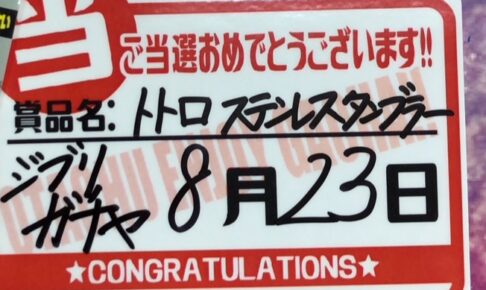 当
ご当選おめでとうございます!!
賞品名: トトロ ステンレスタンブラー
ジブリ
ガチャ 8月23日
★CONGRATULATIONS★